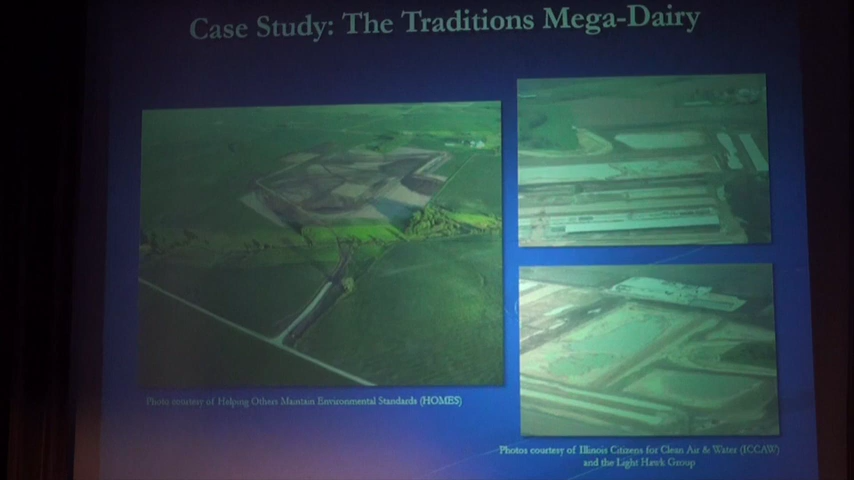 Case Study: The Traditions Mega-Dairy
Photo courtesy of Helping Others Maintain Environmental Standards (HOMES)
Photos courtesy of Illinois Citizens for Clean Air & Water (ICCAW)
and the Light Hawk Group